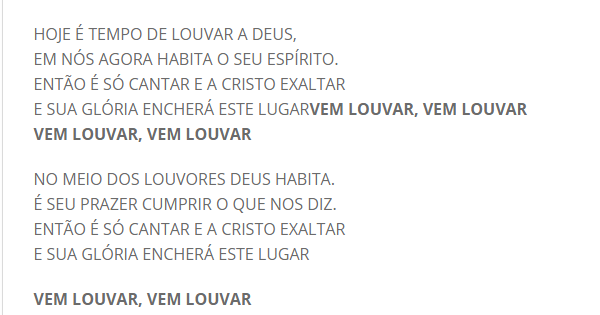 HOJE É TEMPO DE LOUVAR A DEUS,
EM NÓS AGORA HABITA O SEU ESPÍRITO.
ENTÃO É SÓ CANTAR E A CRISTO EXALTAR
E SUA GLÓRIA ENCHERÁ ESTE LUGARVEM LOUVAR, VEM LOUVAR
VEM LOUVAR, VEM LOUVAR
NO MEIO DOS LOUVORES DEUS HABITA.
É SEU PRAZER CUMPRIR O QUE NOS DIZ.
ENTÃO É SÓ CANTAR E A CRISTO EXALTAR
E SUA GLÓRIA ENCHERÁ ESTE LUGAR
VEM LOUVAR, VEM LOUVAR